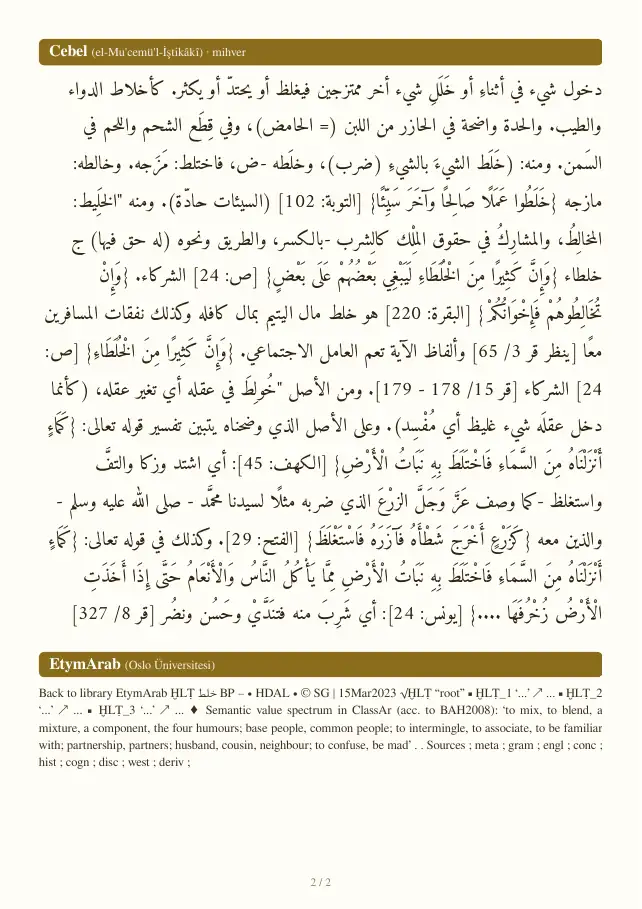 Cebel (el-Mu'cemü'l-İştikâkî) · mihver
دخول شيء في أثناءِ أو خَلَلِ شيء أخر ممتزجين فيغلظ أو يحتدّ أو يكثر. كأخلاط الدواء
والطيب. والحدة واضحة في الحازر من اللبن (= الحامض)، وفي قِطَع الشحم واللحم في
السَمن. ومنه: (خَلَط الشيءَ بالشيءِ (ضرب)، وخلَطه -ض، فاختلط: مَزَجه. وخالطه:
مازجه {خَلَطُوا عَمَلًا صَالِحًا وَآخَرَ سَيِّئًا} [التوبة: 102] (السيئات حادّة). ومنه "الخَلِيط:
المخالِطُ، والمشارِكُ في حقوق المِلْك كالشرب -بالكسر، والطريق ونحوه (له حق فيها) ج
خلطاء {وَإِنَّ كَثِيرًا مِنَ الْخُلَطَاءِ لَيَبْغِي بَعْضُهُمْ عَلَى بَعْضٍ} [ص: 24] الشركاء. {وَإِنْ
تُخَالِطُوهُمْ فَإِخْوَانُكُمْ} [البقرة: 220] هو خلط مال اليتيم بمال كافله وكذلك نفقات المسافرين
معًا [ينظر قر 3/ 65] وألفاظ الآية تعم العامل الاجتماعي. {وَإِنَّ كَثِيرًا مِنَ الْخُلَطَاءِ} [ص:
24] الشركاء [قر 15/ 178 - 179]. ومن الأصل "خُولِطَ في عقله أي تغير عقله، (كأنما
دخل عقلَه شيء غليظ أي مُفْسِد). وعلى الأصل الذي وضحناه يتبين تفسير قوله تعالى: {كَمَاءٍ
أَنْزَلْنَاهُ مِنَ السَّمَاءِ فَاخْتَلَطَ بِهِ نَبَاتُ الْأَرْضِ} [الكهف: 45]: أي اشتد وزكا والتفَّ
واستغلظ -كما وصف عَزَّ وَجَلَّ الزرْعَ الذي ضربه مثلًا لسيدنا محمَّد - صلى الله عليه وسلم -
والذين معه {كَزَرْعٍ أَخْرَجَ شَطْأَهُ فَآزَرَهُ فَاسْتَغْلَظَ} [الفتح: 29]. وكذلك في قوله تعالى: {كَمَاءٍ
أَنْزَلْنَاهُ مِنَ السَّمَاءِ فَاخْتَلَطَ بِهِ نَبَاتُ الْأَرْضِ مِمَّا يَأْكُلُ النَّاسُ وَالْأَنْعَامُ حَتَّى إِذَا أَخَذَتِ
الْأَرْضُ زُخْرُفَهَا ....} [يونس: 24]: أي شَرِبَ منه فتنَدَّيْ وحَسُن ونضُر [قر 8/ 327]
EtymArab (Oslo Üniversitesi)
Back to library EtymArab ḪLṬ خلط BP – • HDAL • © SG | 15Mar2023 √ḪLṬ “root” ▪ ḪLṬ_1 ‘...’ ↗ ... ▪ ḪLṬ_2
‘...’ ↗ ... ▪ ḪLṬ_3 ‘...’ ↗ ... ♦ Semantic value spectrum in ClassAr (acc. to BAH2008): ‘to mix, to blend, a
mixture, a component, the four humours; base people, common people; to intermingle, to associate, to be familiar
with; partnership, partners; husband, cousin, neighbour; to confuse, be mad’ . . Sources ; meta ; gram ; engl ; conc ;
hist ; cogn ; disc ; west ; deriv ;
2 / 2